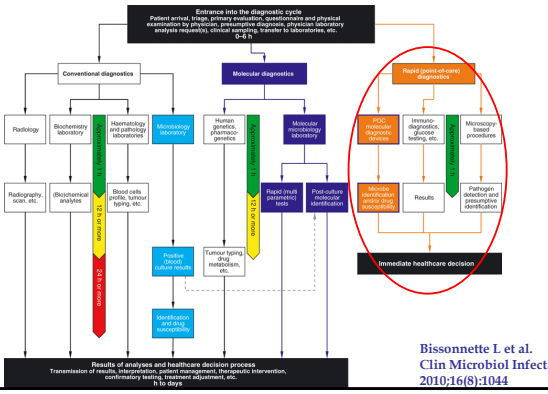 Entrance into the diagnostic cycle
Patient arrival, triage, primary evaluation, questionnaire and physical
examination by physician, presumptive diagnosis, physician laboratory
analysis request(s), clinical sampling, transfer to laboratories, etc.
0–6 h
Conventional diagnostics
Molecular diagnostics
Rapid (point-of-care)
diagnostics
Radiology
Biochemistry
laboratory
Haematology
and pathology
laboratories
Microbiology
laboratory
Human
genetics,
pharmaco-
genetics
Molecular
microbiology
laboratory
POC
molecular
diagnostic
devices
Immuno-
diagnostics,
glucose
testing, etc.
Microscopy-
based
procedures
Approximately 1 h
Approximately 1 h
Approximately 1 h
Radiography,
scan, etc.
(Bio)chemical
analytes
Blood cells
profile, tumour
typing, etc.
Rapid (multi
parametric)
tests
Post-culture
molecular
identification
Microbe
identification
and/or drug
susceptibility
Results
Pathogen
detection and
presumptive
identification
12 h or more
12 h or more
24 h or more
Positive
(blood)
culture results
Tumour typing,
drug
metabolism,
etc.
Immediate healthcare decision
Identification
and drug
susceptibility
Results of analyses and healthcare decision process
Transmission of results, interpretation, patient management, therapeutic intervention,
confirmatory testing, treatment adjustment, etc.
h to days
Bissonnette L et al.
Clin Microbiol Infect.
2010;16(8):1044